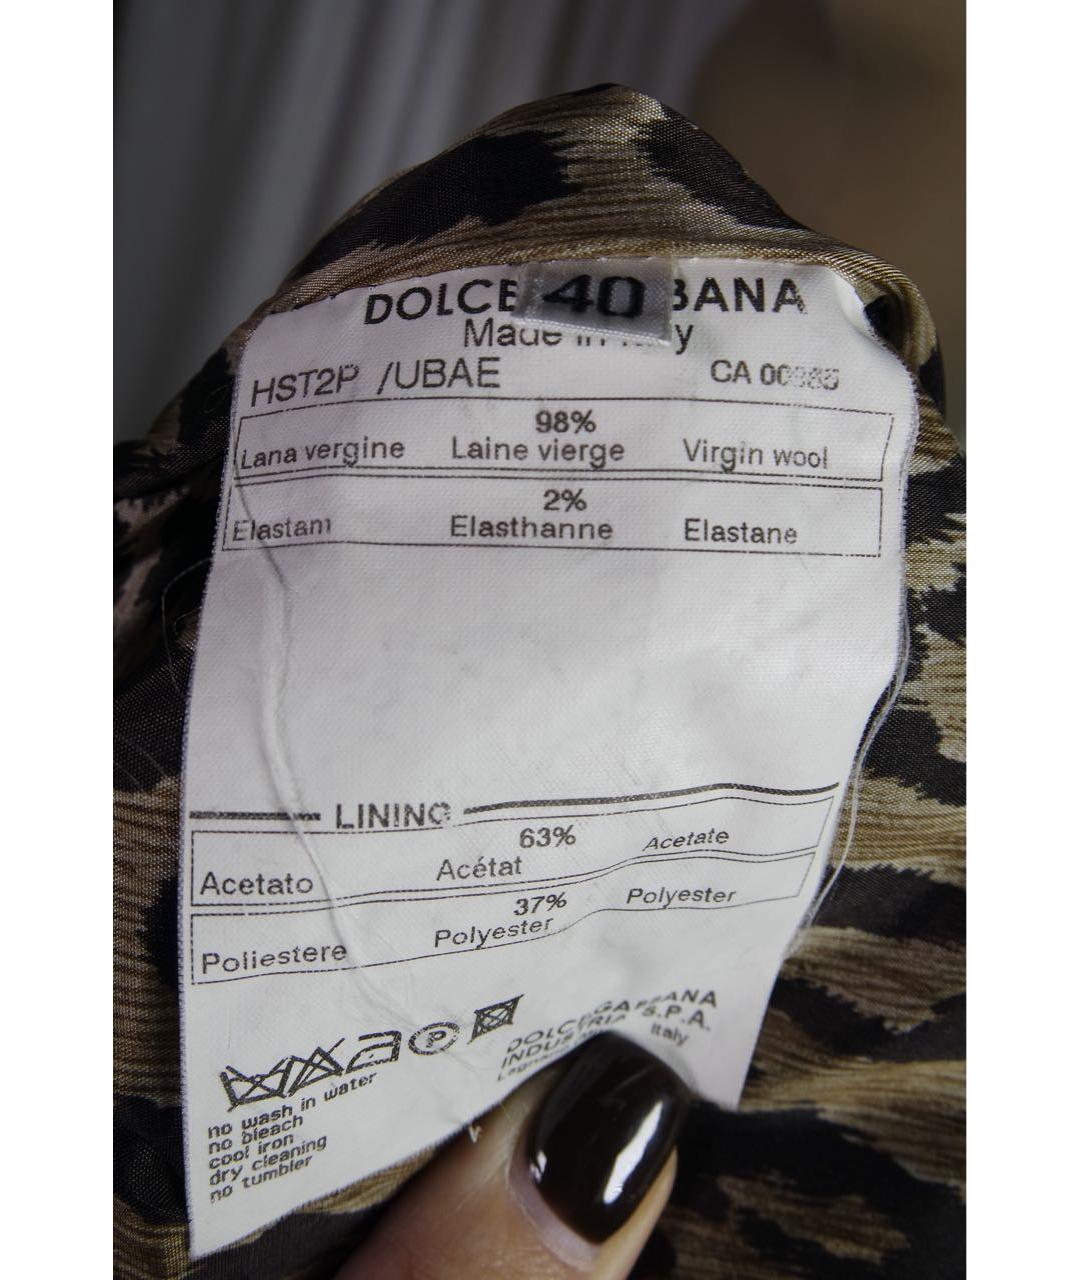 DOLCE 40 BANA
Made in
HST2P /UBAE CA 00385
98%
Lana vergine Laine vierge Virgin wool
2%
Elastam Elasthanne Elastane
LINING
63%
Acetato Acétat Acetate
37%
Poliestere Polyester Polyester
P
DOLCE GABBANA
INDUSTRIA S.P.A.
Italy
no wash in water
no bleach
cool iron
dry cleaning
no tumbler